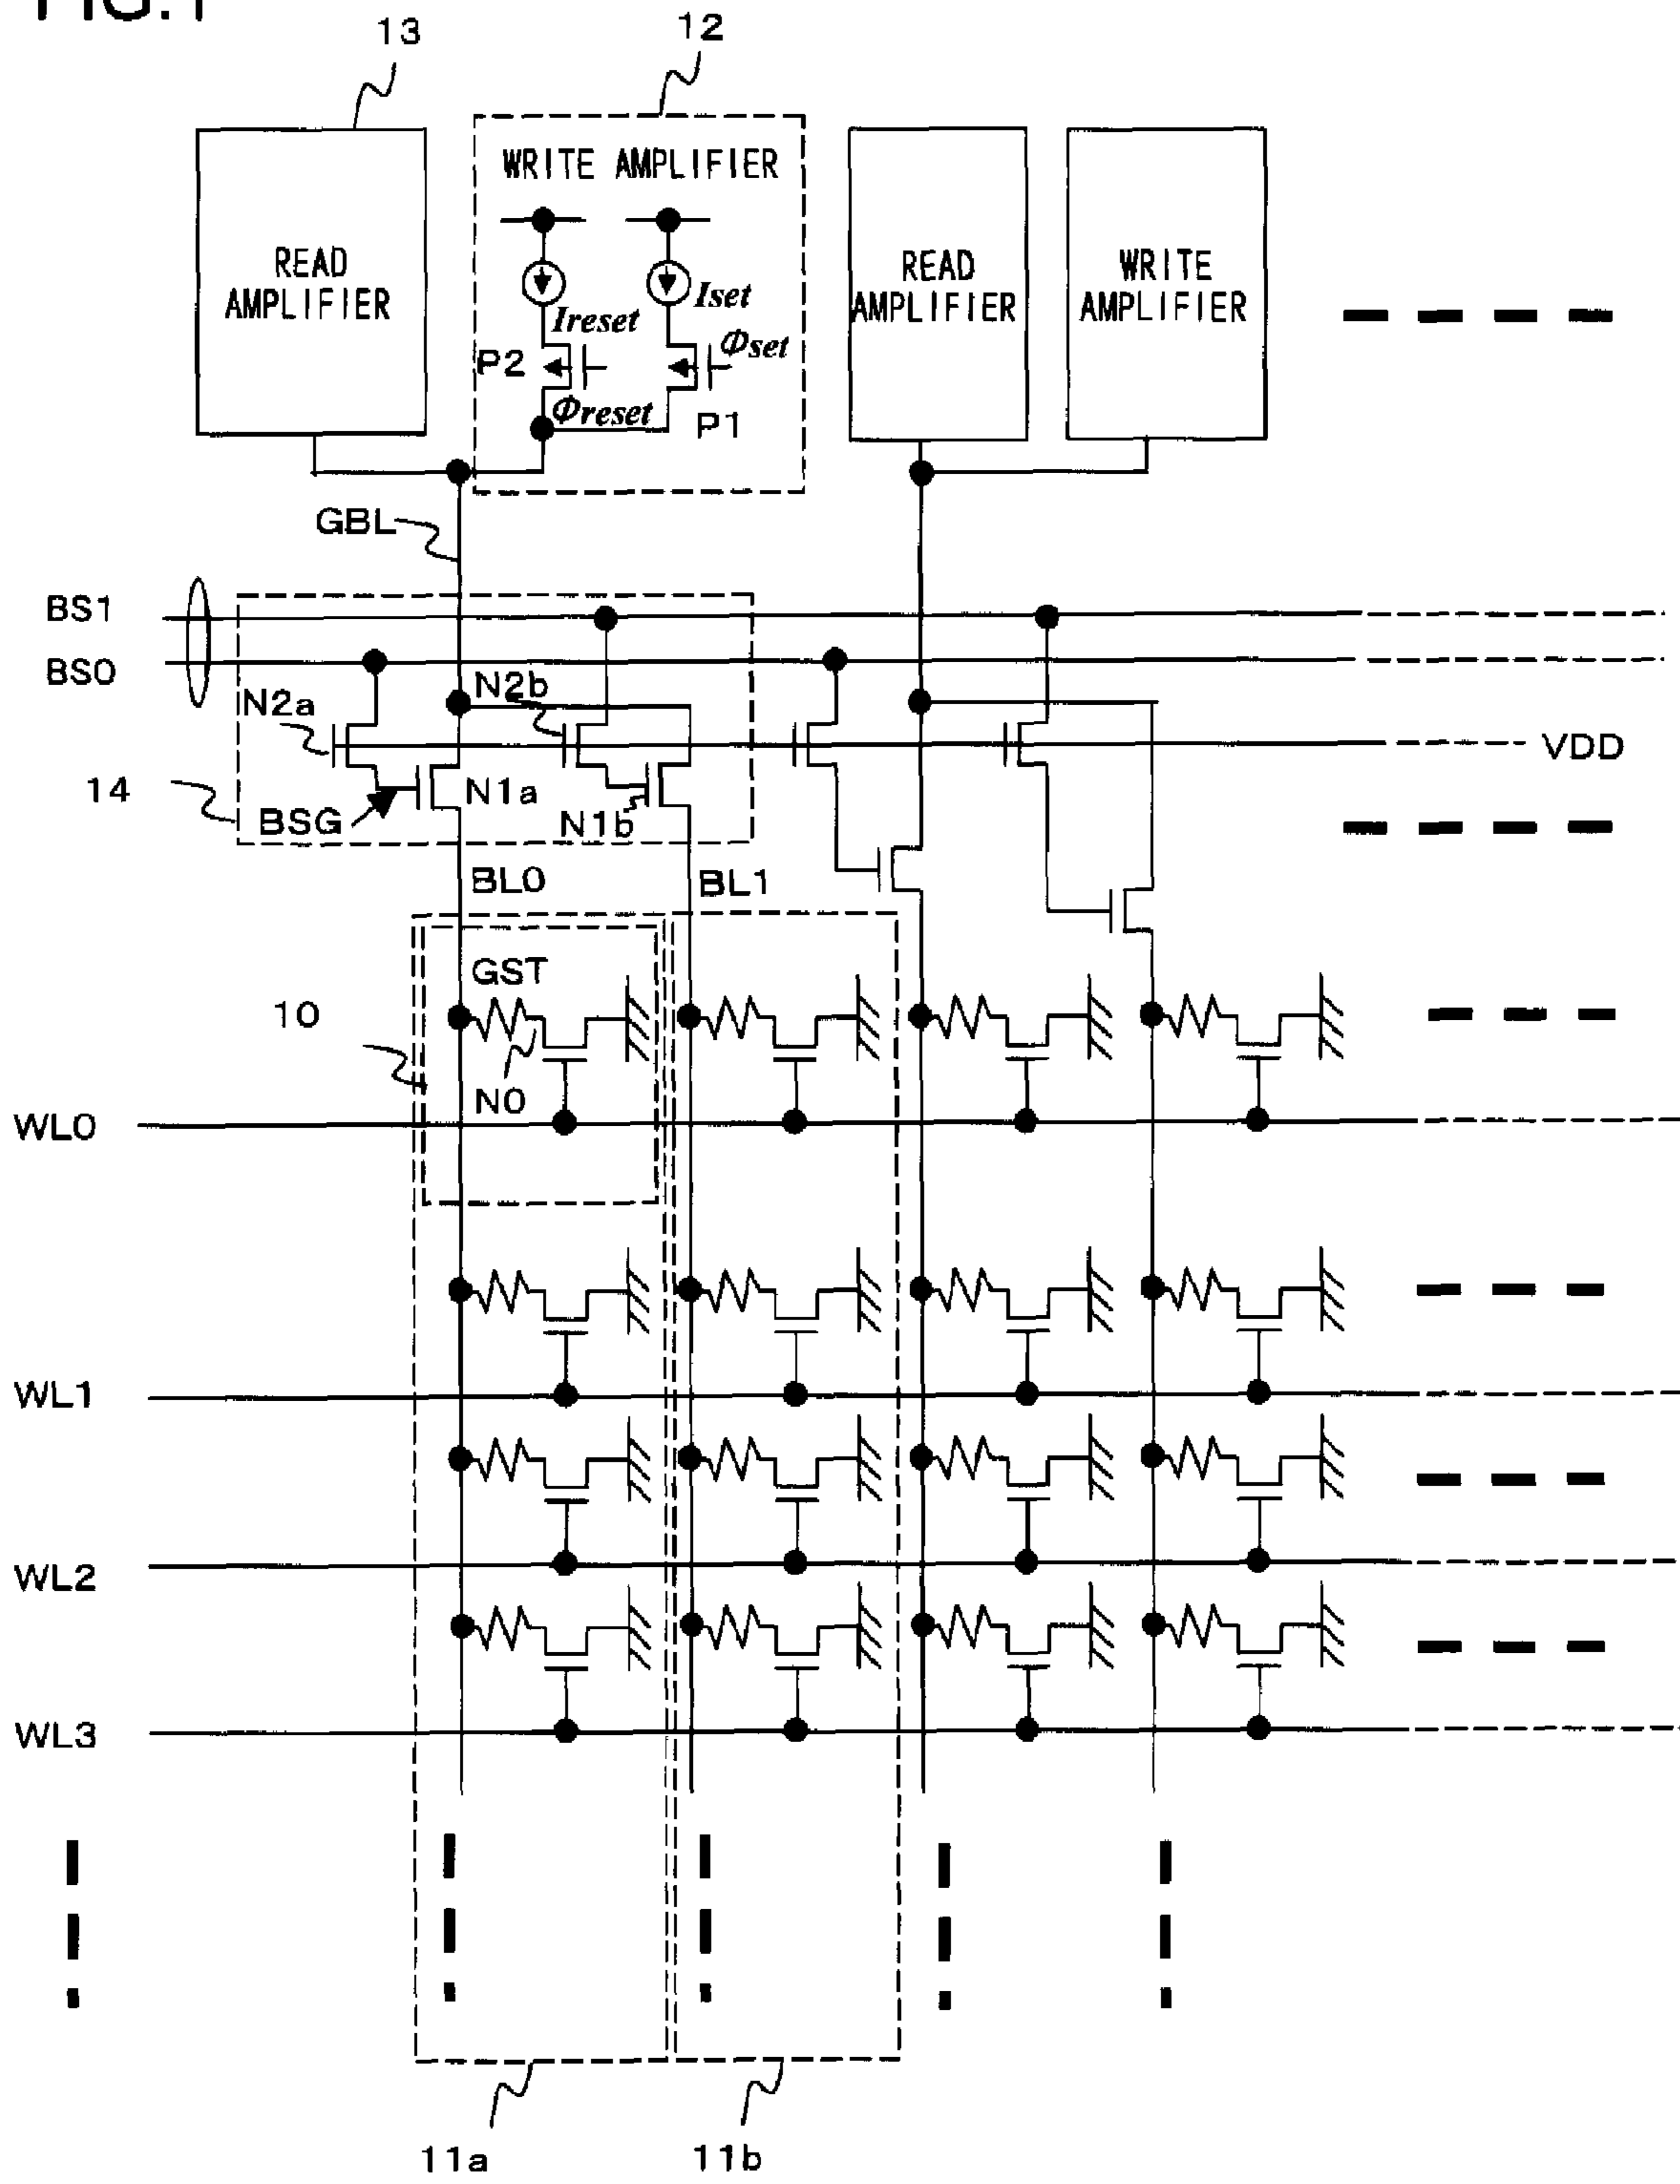 FIG.1
13
12
WRITE AMPLIFIER
READ
AMPLIFIER
READ
AMPLIFIER
WRITE
AMPLIFIER
Ireset
Iset
P2
Φset
Φreset
P1
GBL
BS1
BS0
N2a
N2b
VDD
14
N1a
BSG
N1b
BL0
BL1
GST
10
N0
WL0
WL1
WL2
WL3
11a
11b